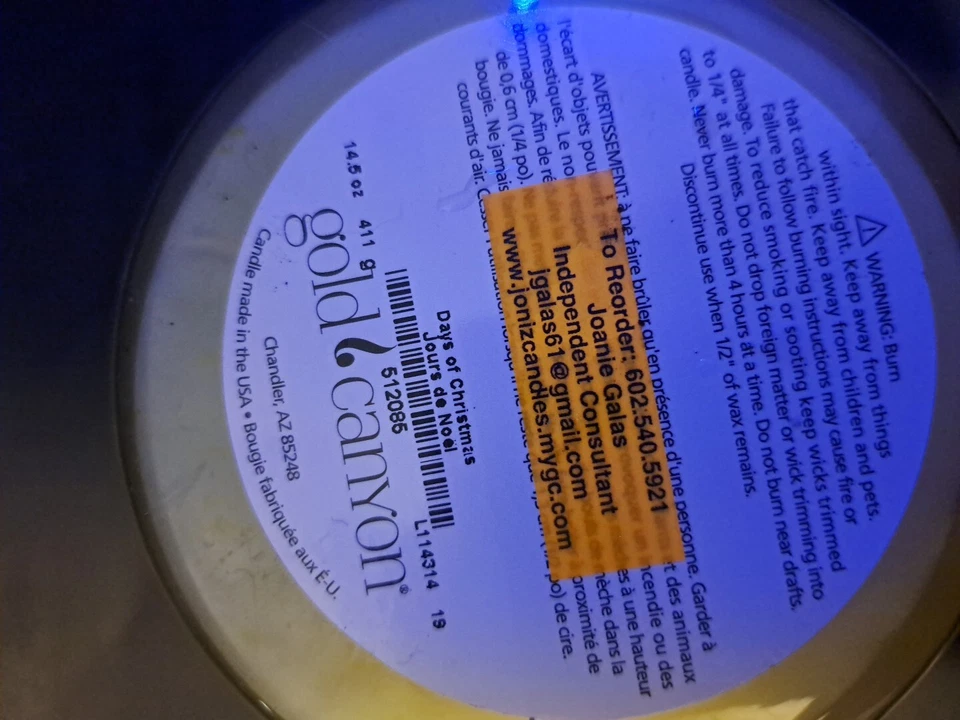 ⚠ WARNING: Burn
within sight. Keep away from things
that catch fire. Keep away from children and pets.
Failure to follow burning instructions may cause fire or
damage. To reduce smoking or sooting keep wicks trimmed
to 1/4" at all times. Do not drop foreign matter or wick trimming into
candle. Never burn more than 4 hours at a time. Do not burn near drafts.
Discontinue use when 1/2" of wax remains.
AVERTISSEMENT: à ne faire brûler qu'en présence d'une personne. Garder à
l'écart d'objets pou des animaux
domestiques. Le no ncendie ou des
dommages. Afin de ré es à une hauteur
de 0,6 cm (1/4 po). mèche dans la
bougie. Ne jamais proximité de
courants d'air. po) de cire.
To Reorder: 602.540.5921
Joanie Galas
Independent Consultant
jgalas61@gmail.com
www.jonizcandles.mygc.com
Days of Christmas
Jours de Noël
512086
L114314 19
14.5 oz 411 g
gold canyon®
Chandler, AZ 85248
Candle made in the USA • Bougie fabriquée aux É-U.